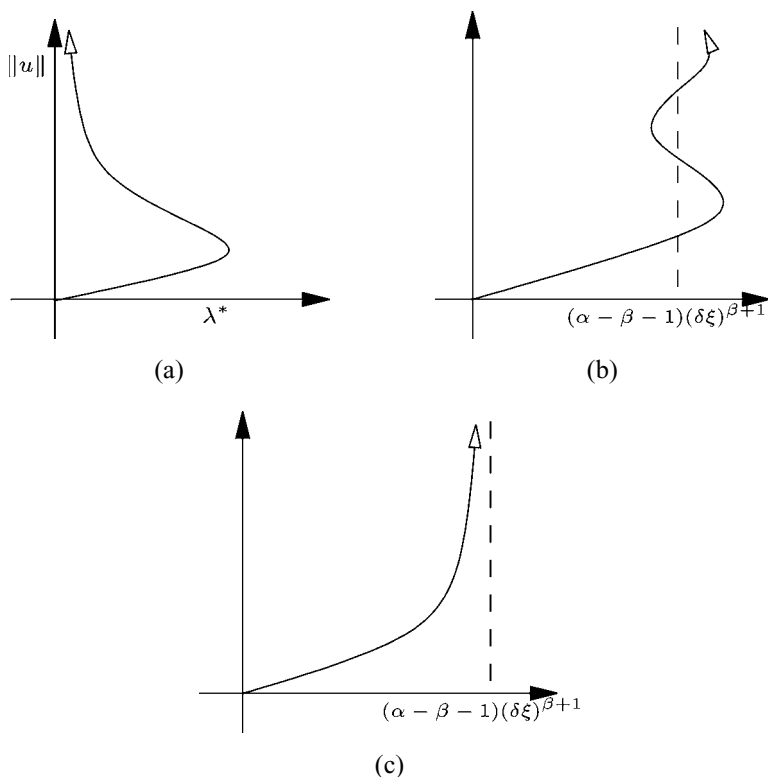 ‖u‖
λ*
(a)
(α − β − 1)(δξ)^{β+1}
(b)
(α − β − 1)(δξ)^{β+1}
(c)